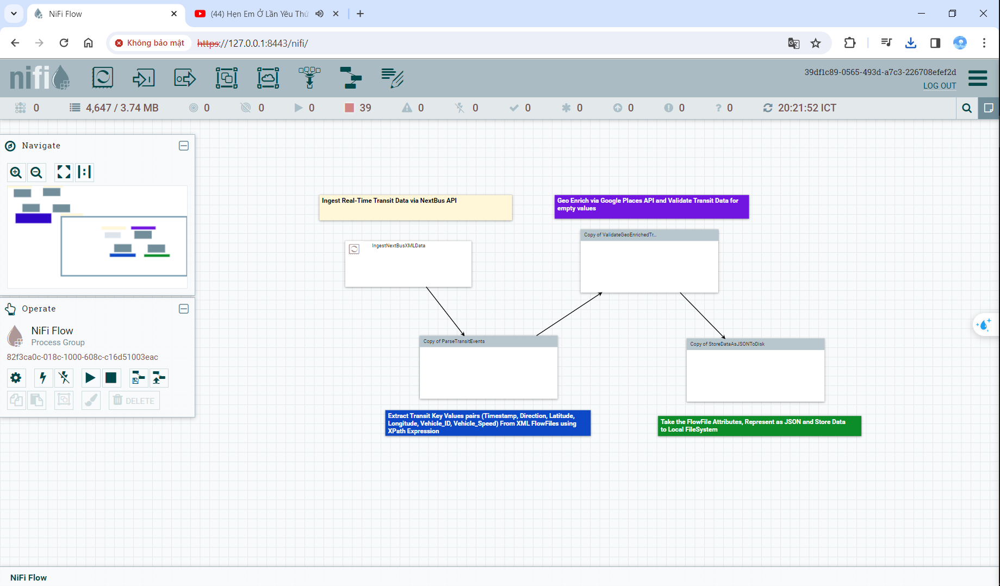 NiFi Flow
(44) Hẹn Em Ở Lần Yêu Thứ
Không bảo mật
https://127.0.0.1:8443/nifi/
nifi
39df1c89-0565-493d-a7c3-226708efef2d
LOG OUT
0
4,647 / 3.74 MB
0
0
0
39
0
0
0
0
0
0
? 0
20:21:52 ICT
Navigate
Operate
NiFi Flow
Process Group
82f3ca0c-018c-1000-608c-c16d51003eac
DELETE
Ingest Real-Time Transit Data via NextBus API
Geo Enrich via Google Places API and Validate Transit Data for
empty values
IngestNextBusXMLData
Copy of ValidateGeoEnrichedTr...
Copy of ParseTransitEvents
Copy of StoreDataAsJSONToDisk
Extract Transit Key Values pairs (Timestamp, Direction, Latitude,
Longitude, Vehicle_ID, Vehicle_Speed) From XML FlowFiles using
XPath Expression
Take the FlowFile Attributes, Represent as JSON and Store Data
to Local FileSystem
NiFi Flow